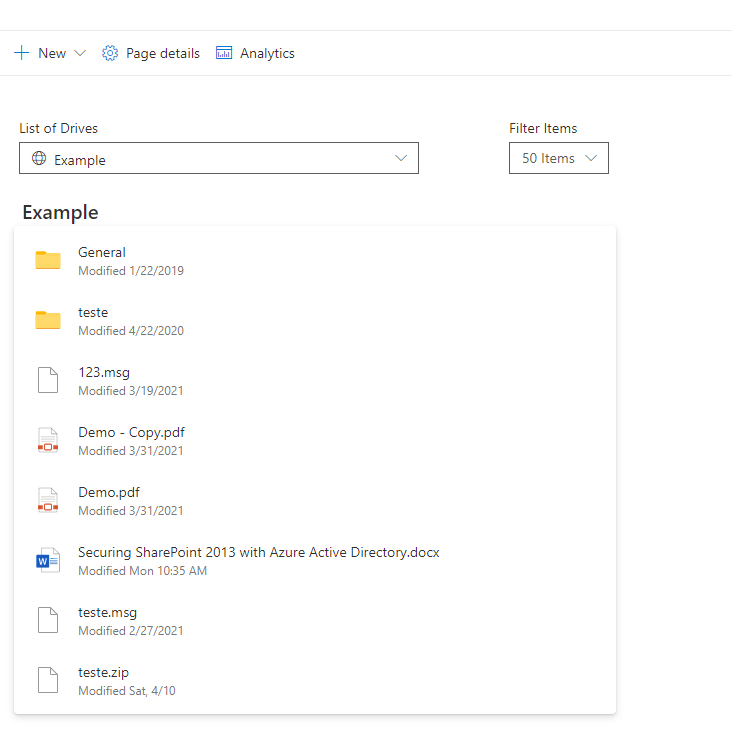 New
Page details
Analytics
List of Drives
Filter Items
Example
50 Items
Example
General
Modified 1/22/2019
teste
Modified 4/22/2020
123.msg
Modified 3/19/2021
Demo - Copy.pdf
Modified 3/31/2021
Demo.pdf
Modified 3/31/2021
W
Securing SharePoint 2013 with Azure Active Directory.docx
Modified Mon 10:35 AM
teste.msg
Modified 2/27/2021
teste.zip
Modified Sat, 4/10